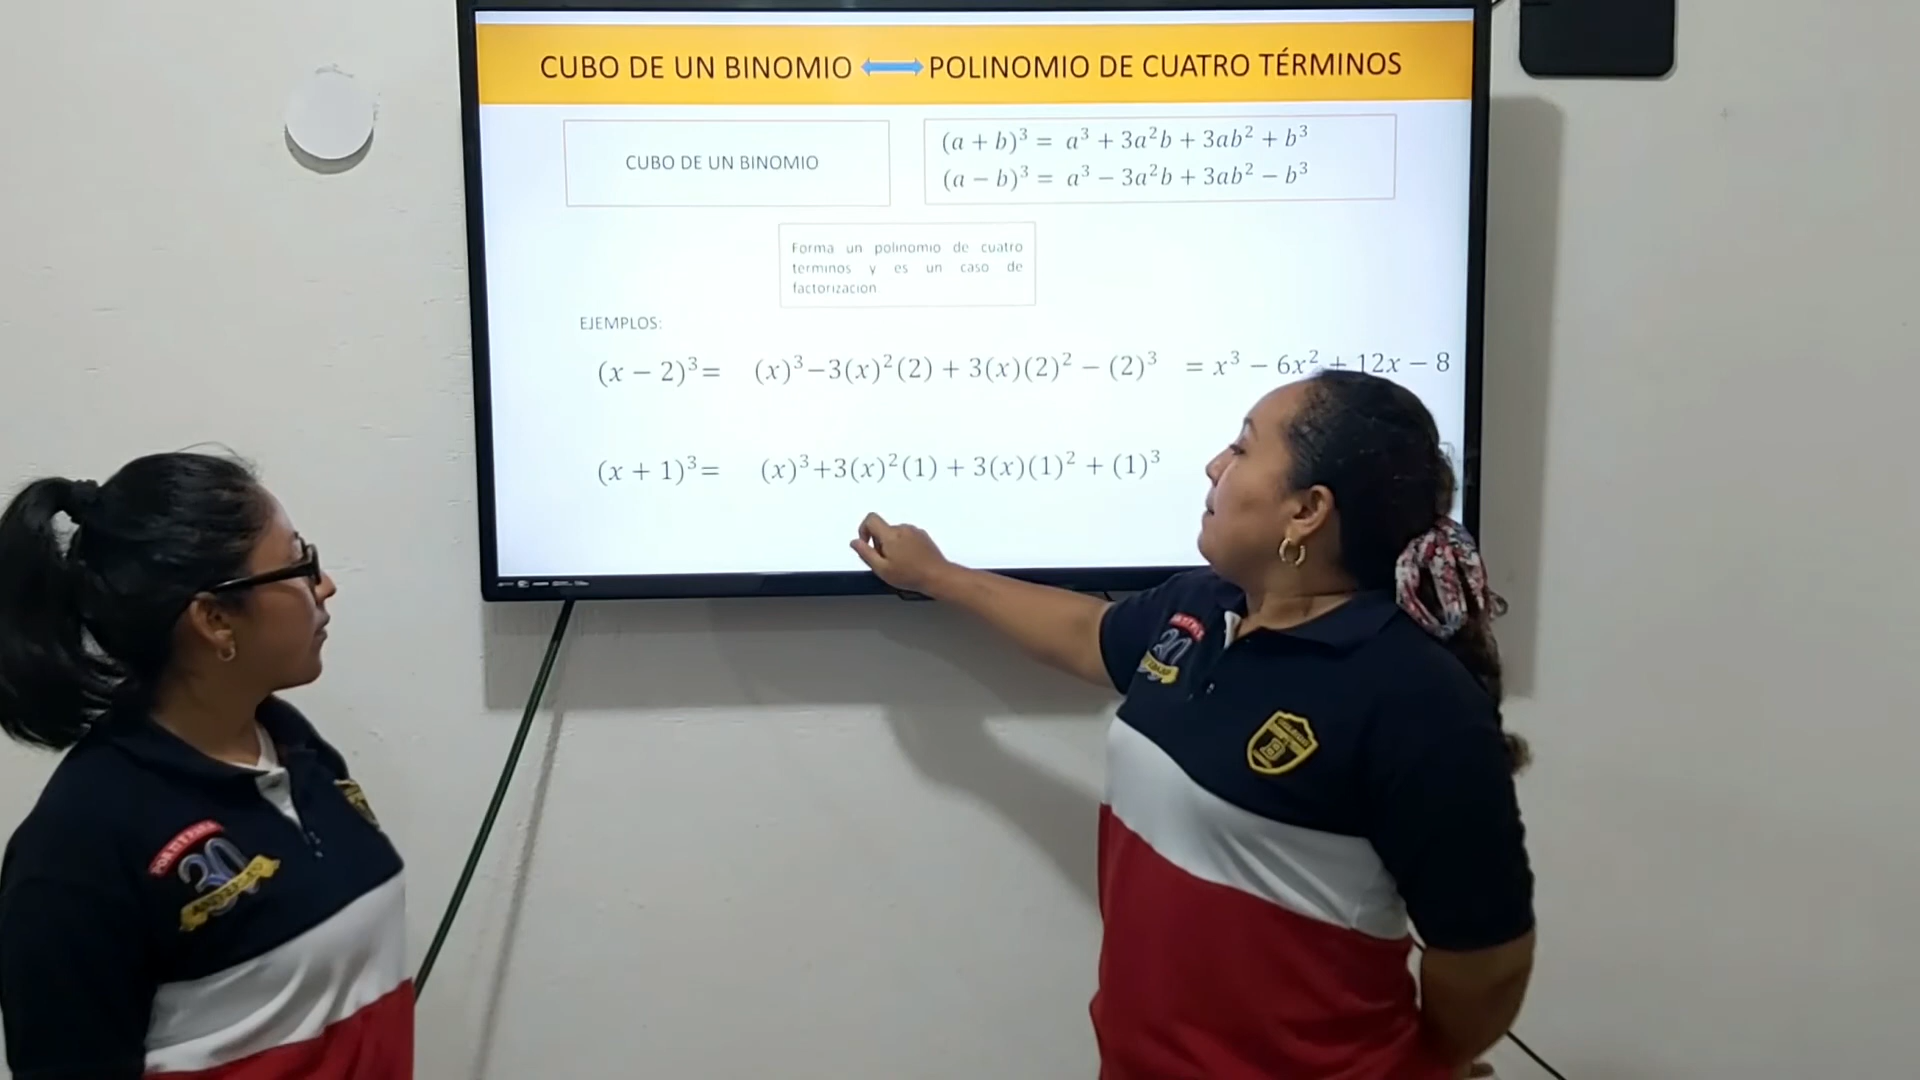 CUBO DE UN BINOMIO POLINOMIO DE CUATRO TÉRMINOS
CUBO DE UN BINOMIO
(a + b)³ = a³ + 3a²b + 3ab² + b³
(a − b)³ = a³ − 3a²b + 3ab² − b³
Forma un polinomio de cuatro
terminos y es un caso de
factorizacion
EJEMPLOS:
(x − 2)³= (x)³−3(x)²(2) + 3(x)(2)² − (2)³ = x³ − 6x² + 12x − 8
(x + 1)³= (x)³+3(x)²(1) + 3(x)(1)² + (1)³
20